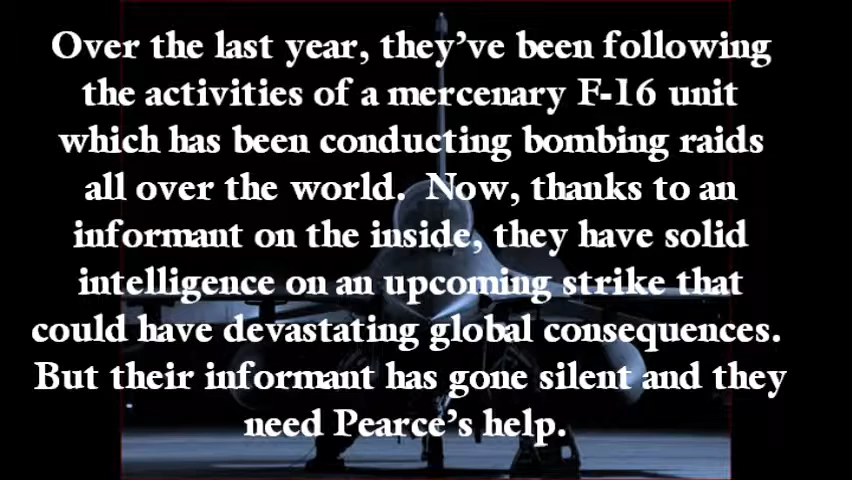 Over the last year, they've been following
the activities of a mercenary F-16 unit
which has been conducting bombing raids
all over the world.  Now, thanks to an
informant on the inside, they have solid
intelligence on an upcoming strike that
could have devastating global consequences.
But their informant has gone silent and they
need Pearce's help.